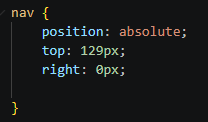 nav {
position: absolute;
top: 129px;
right: 0px;
}